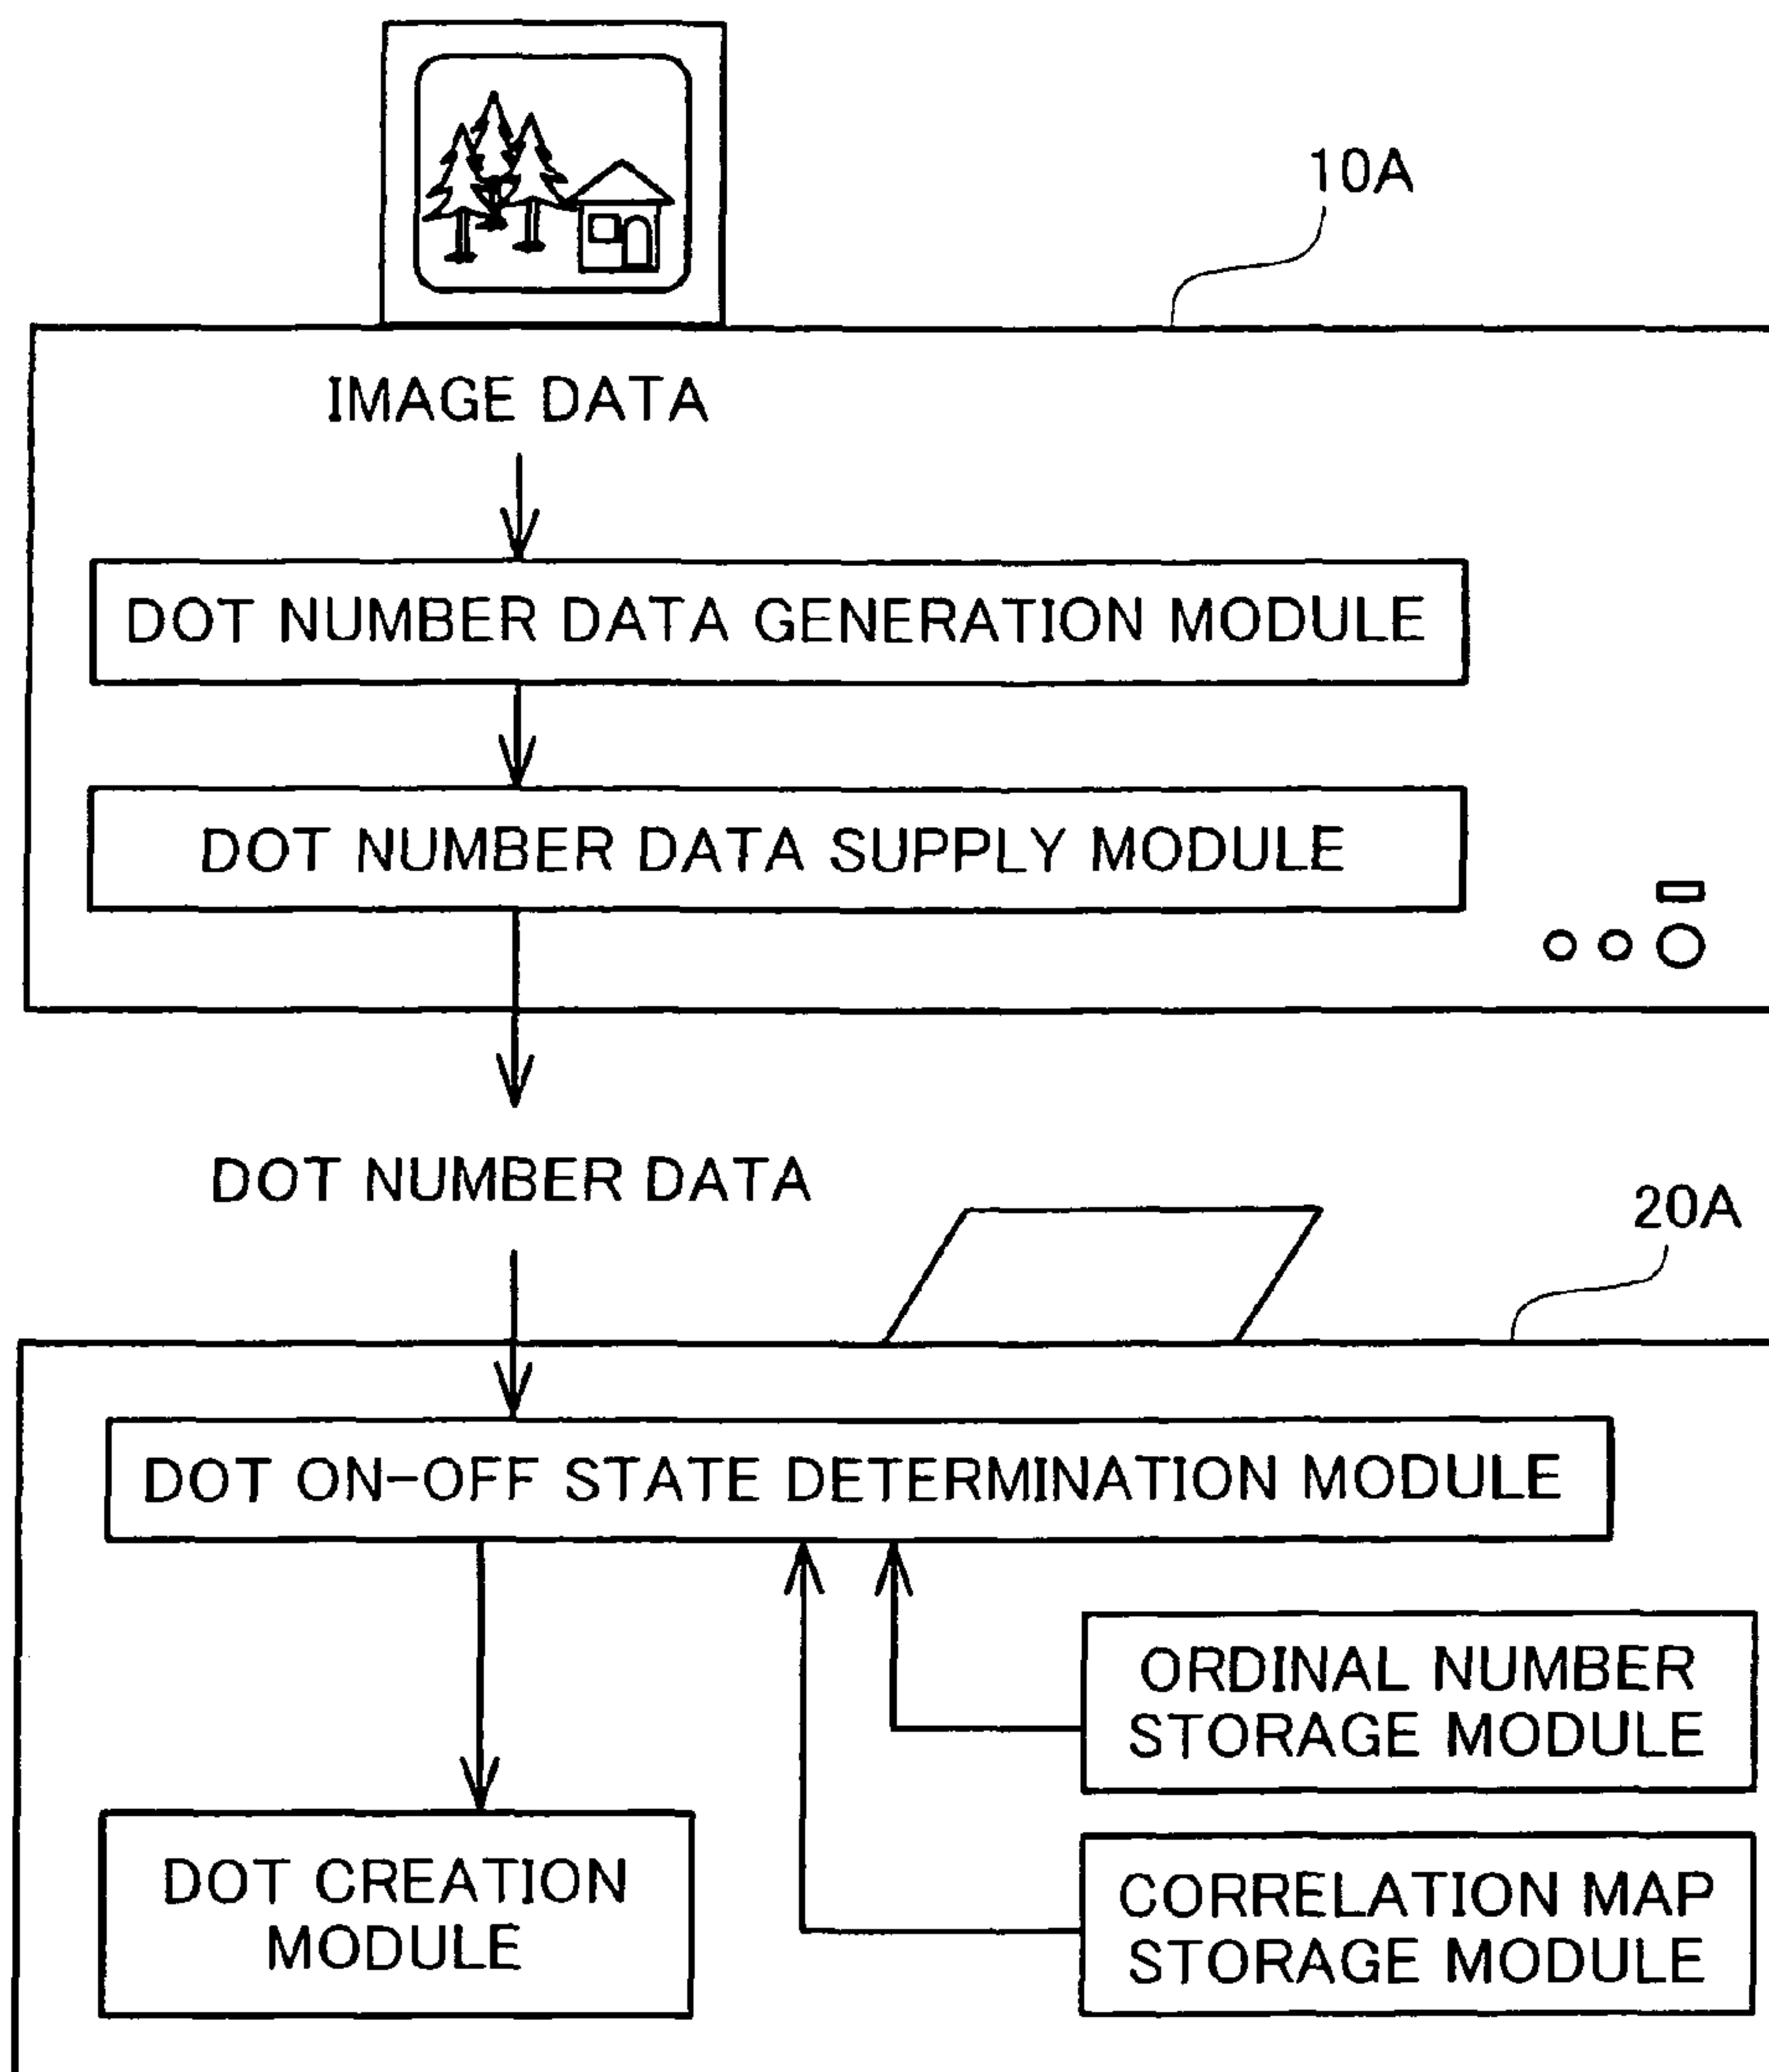 10A
IMAGE DATA
DOT NUMBER DATA GENERATION MODULE
DOT NUMBER DATA SUPPLY MODULE
DOT NUMBER DATA
20A
DOT ON-OFF STATE DETERMINATION MODULE
ORDINAL NUMBER
STORAGE MODULE
DOT CREATION
MODULE
CORRELATION MAP
STORAGE MODULE